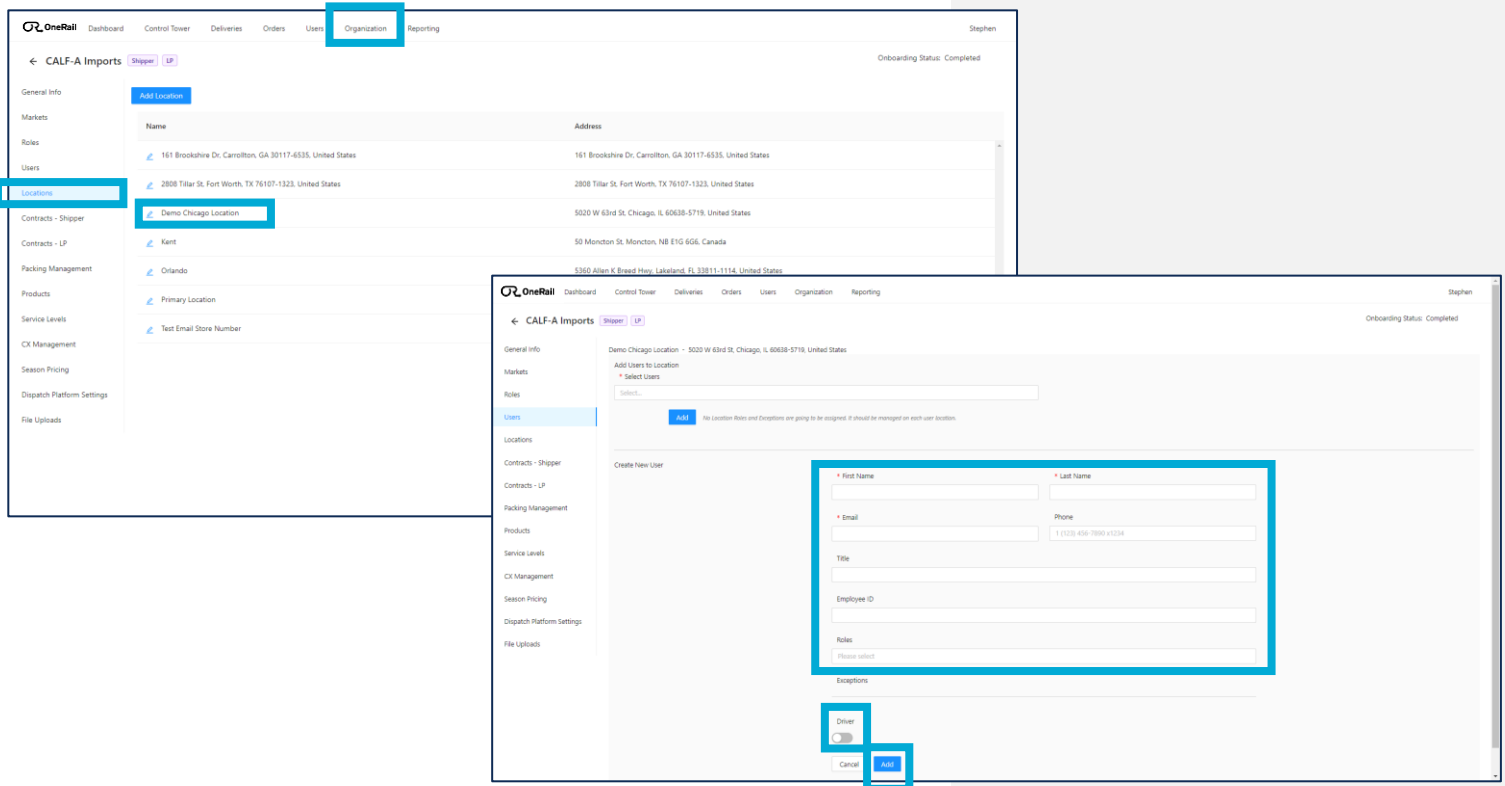 OneRail Dashboard Control Tower Deliveries Orders Users Organization Reporting Stephen
← CALF-A Imports Shipper LP Onboarding Status: Completed
General Info
Markets
Roles
Users
Locations
Contracts - Shipper
Contracts - LP
Packing Management
Products
Service Levels
CX Management
Season Pricing
Dispatch Platform Settings
File Uploads
Add Location
Name Address
161 Brookshire Dr, Carrollton, GA 30117-6535, United States 161 Brookshire Dr, Carrollton, GA 30117-6535, United States
2808 Tillar St, Fort Worth, TX 76107-1323, United States 2808 Tillar St, Fort Worth, TX 76107-1323, United States
Demo Chicago Location 5020 W 63rd St, Chicago, IL 60638-5719, United States
Kent 50 Moncton St, Moncton, NB E1G 6G6, Canada
Orlando 5360 Allen K Breed Hwy, Lakeland, FL 33811-1114, United States
Primary Location
Test Email Store Number
OneRail Dashboard Control Tower Deliveries Orders Users Organization Reporting Stephen
← CALF-A Imports Shipper LP Onboarding Status: Completed
General Info
Markets
Roles
Users
Locations
Contracts - Shipper
Contracts - LP
Packing Management
Products
Service Levels
CX Management
Season Pricing
Dispatch Platform Settings
File Uploads
Demo Chicago Location - 5020 W 63rd St, Chicago, IL 60638-5719, United States
Add Users to Location
* Select Users
Select...
Add No Location Roles and Exceptions are going to be assigned. It should be managed on each user location.
Create New User
* First Name * Last Name
* Email Phone
1 (123) 456-7890 x1234
Title
Employee ID
Roles
Please select
Exceptions
Driver
Cancel Add